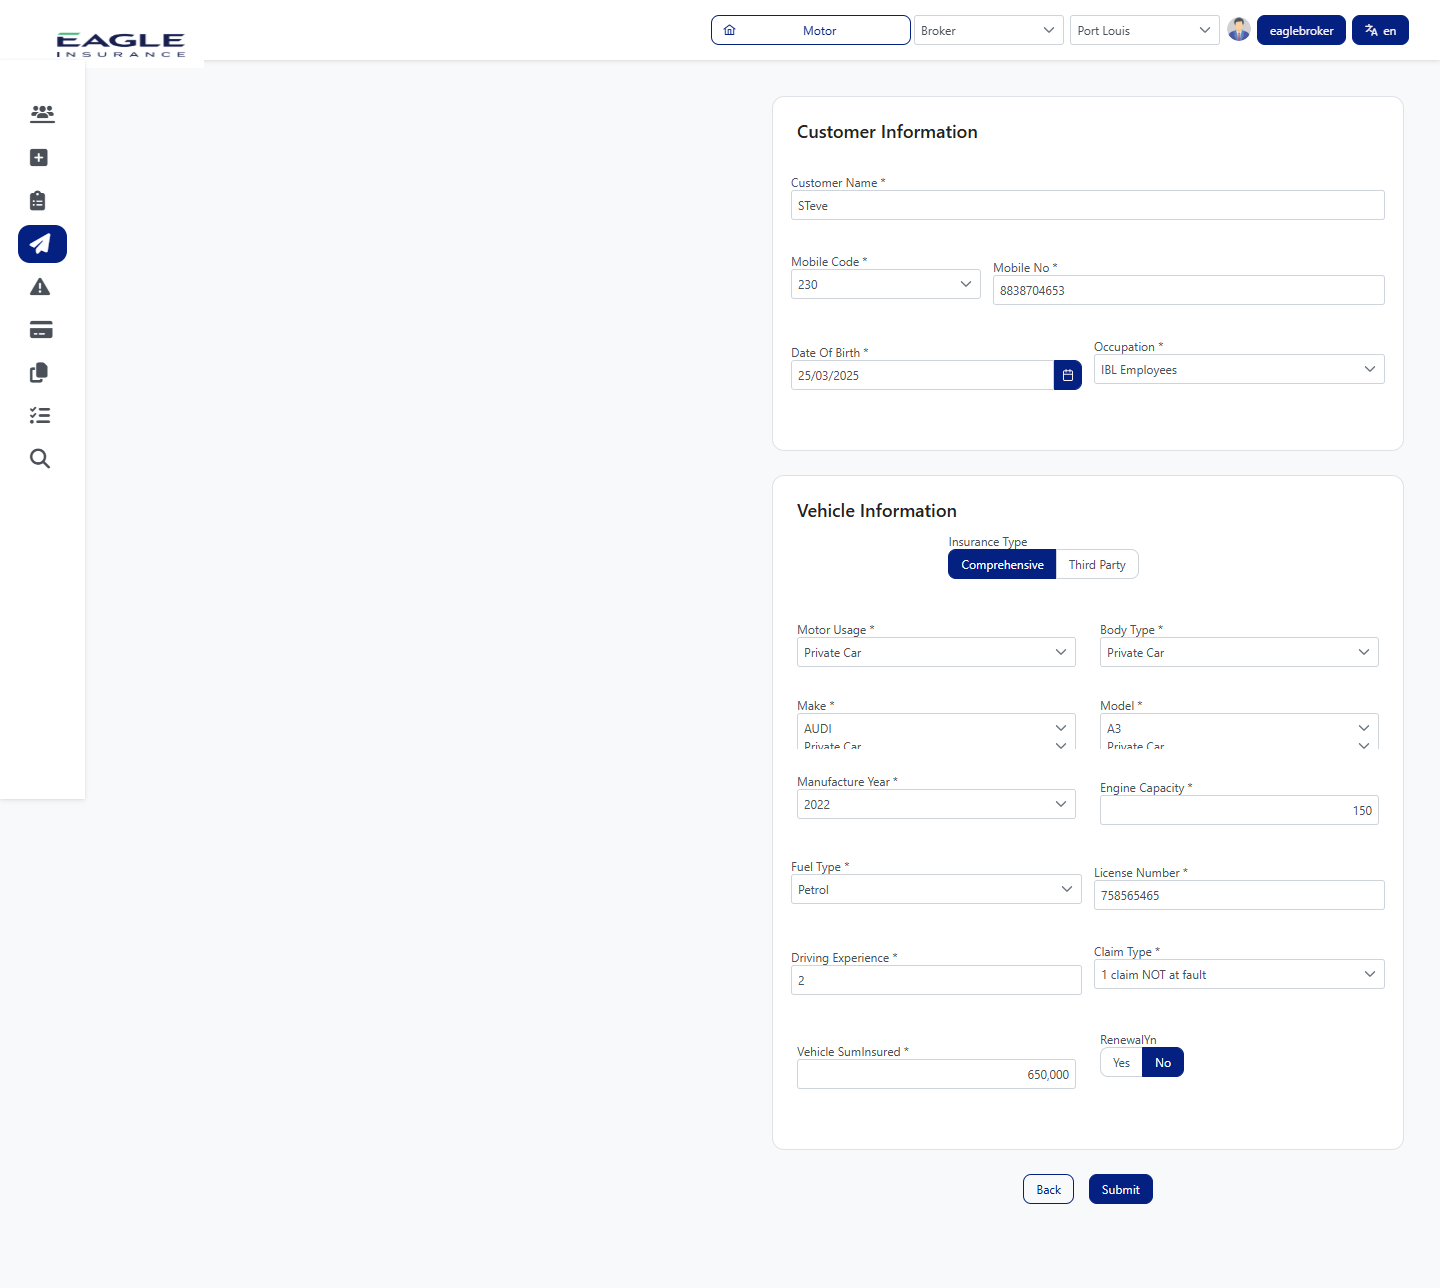 EAGLE
INSURANCE
Motor
Broker
Port Louis
eaglebroker
en
Customer Information
Customer Name *
STeve
Mobile Code *
Mobile No *
230
8838704653
Date Of Birth *
Occupation *
25/03/2025
IBL Employees
Vehicle Information
Insurance Type
Comprehensive
Third Party
Motor Usage *
Body Type *
Private Car
Private Car
Make *
Model *
AUDI
A3
Private Car
Private Car
Manufacture Year *
Engine Capacity *
2022
150
Fuel Type *
License Number *
Petrol
758565465
Driving Experience *
Claim Type *
2
1 claim NOT at fault
Vehicle SumInsured *
RenewalYn
650,000
Yes
No
Back
Submit